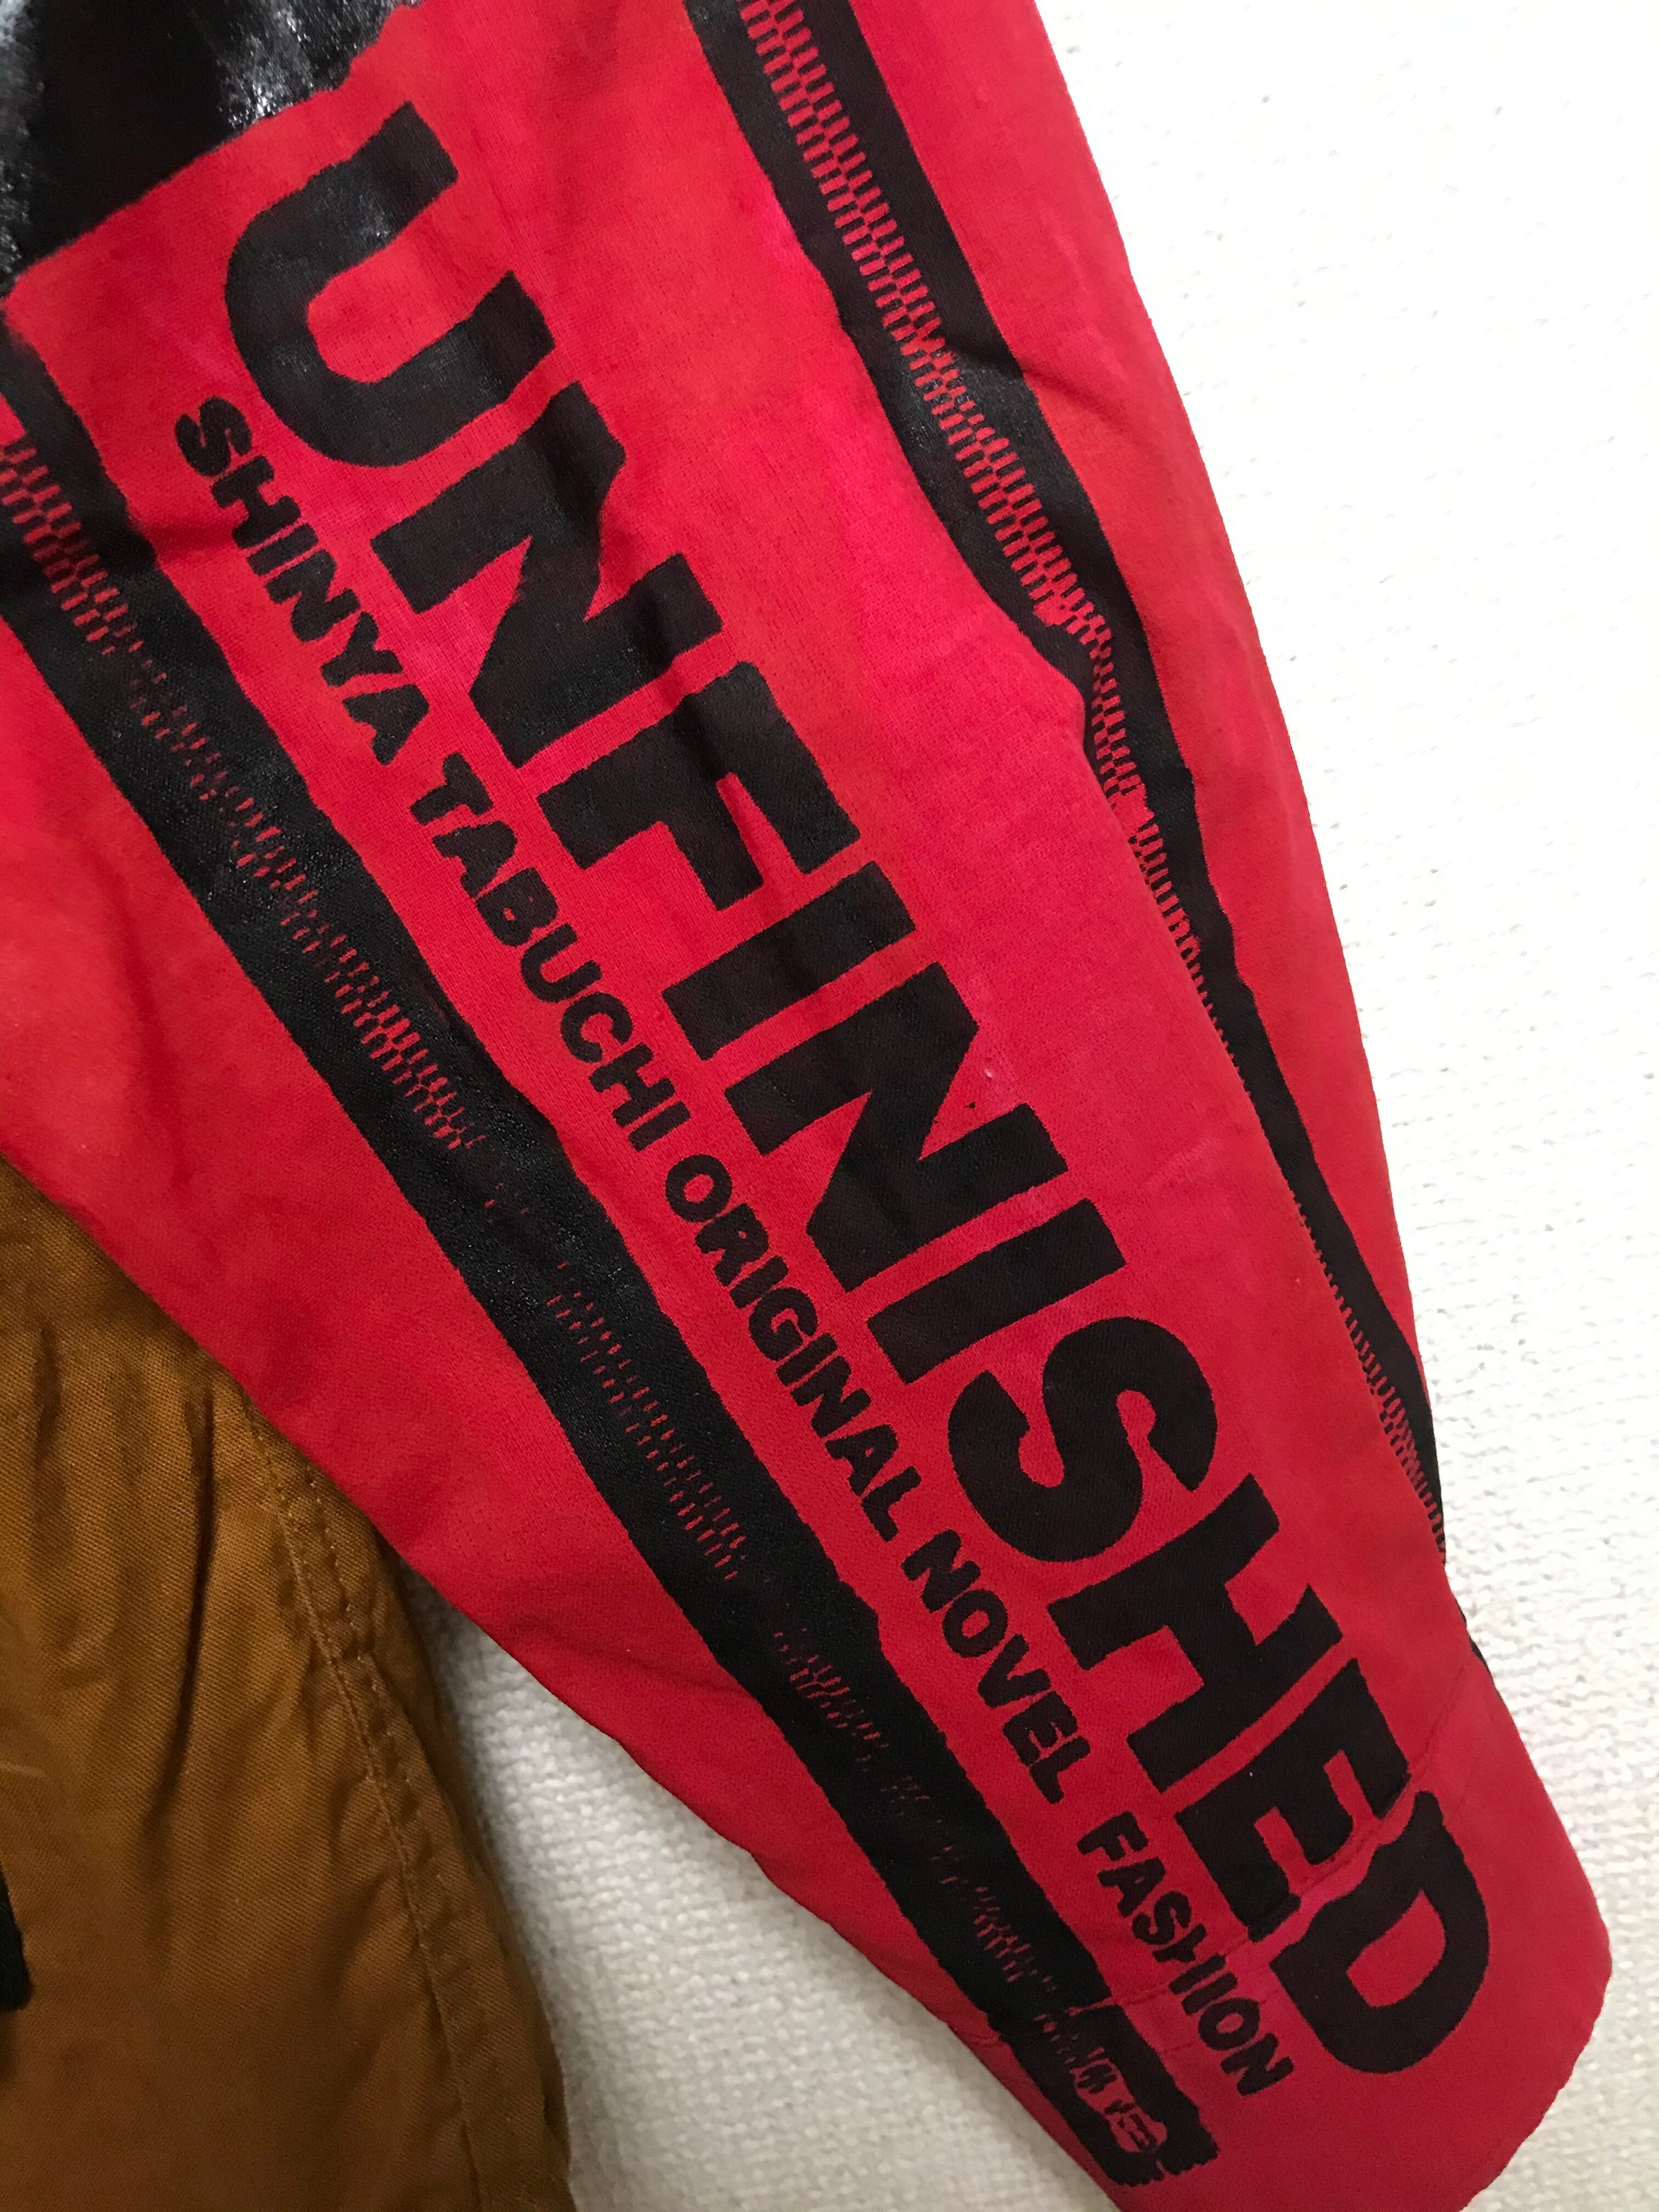 UNFINISHED
SHINYA TABUCHI ORIGINAL NOVEL FASHION